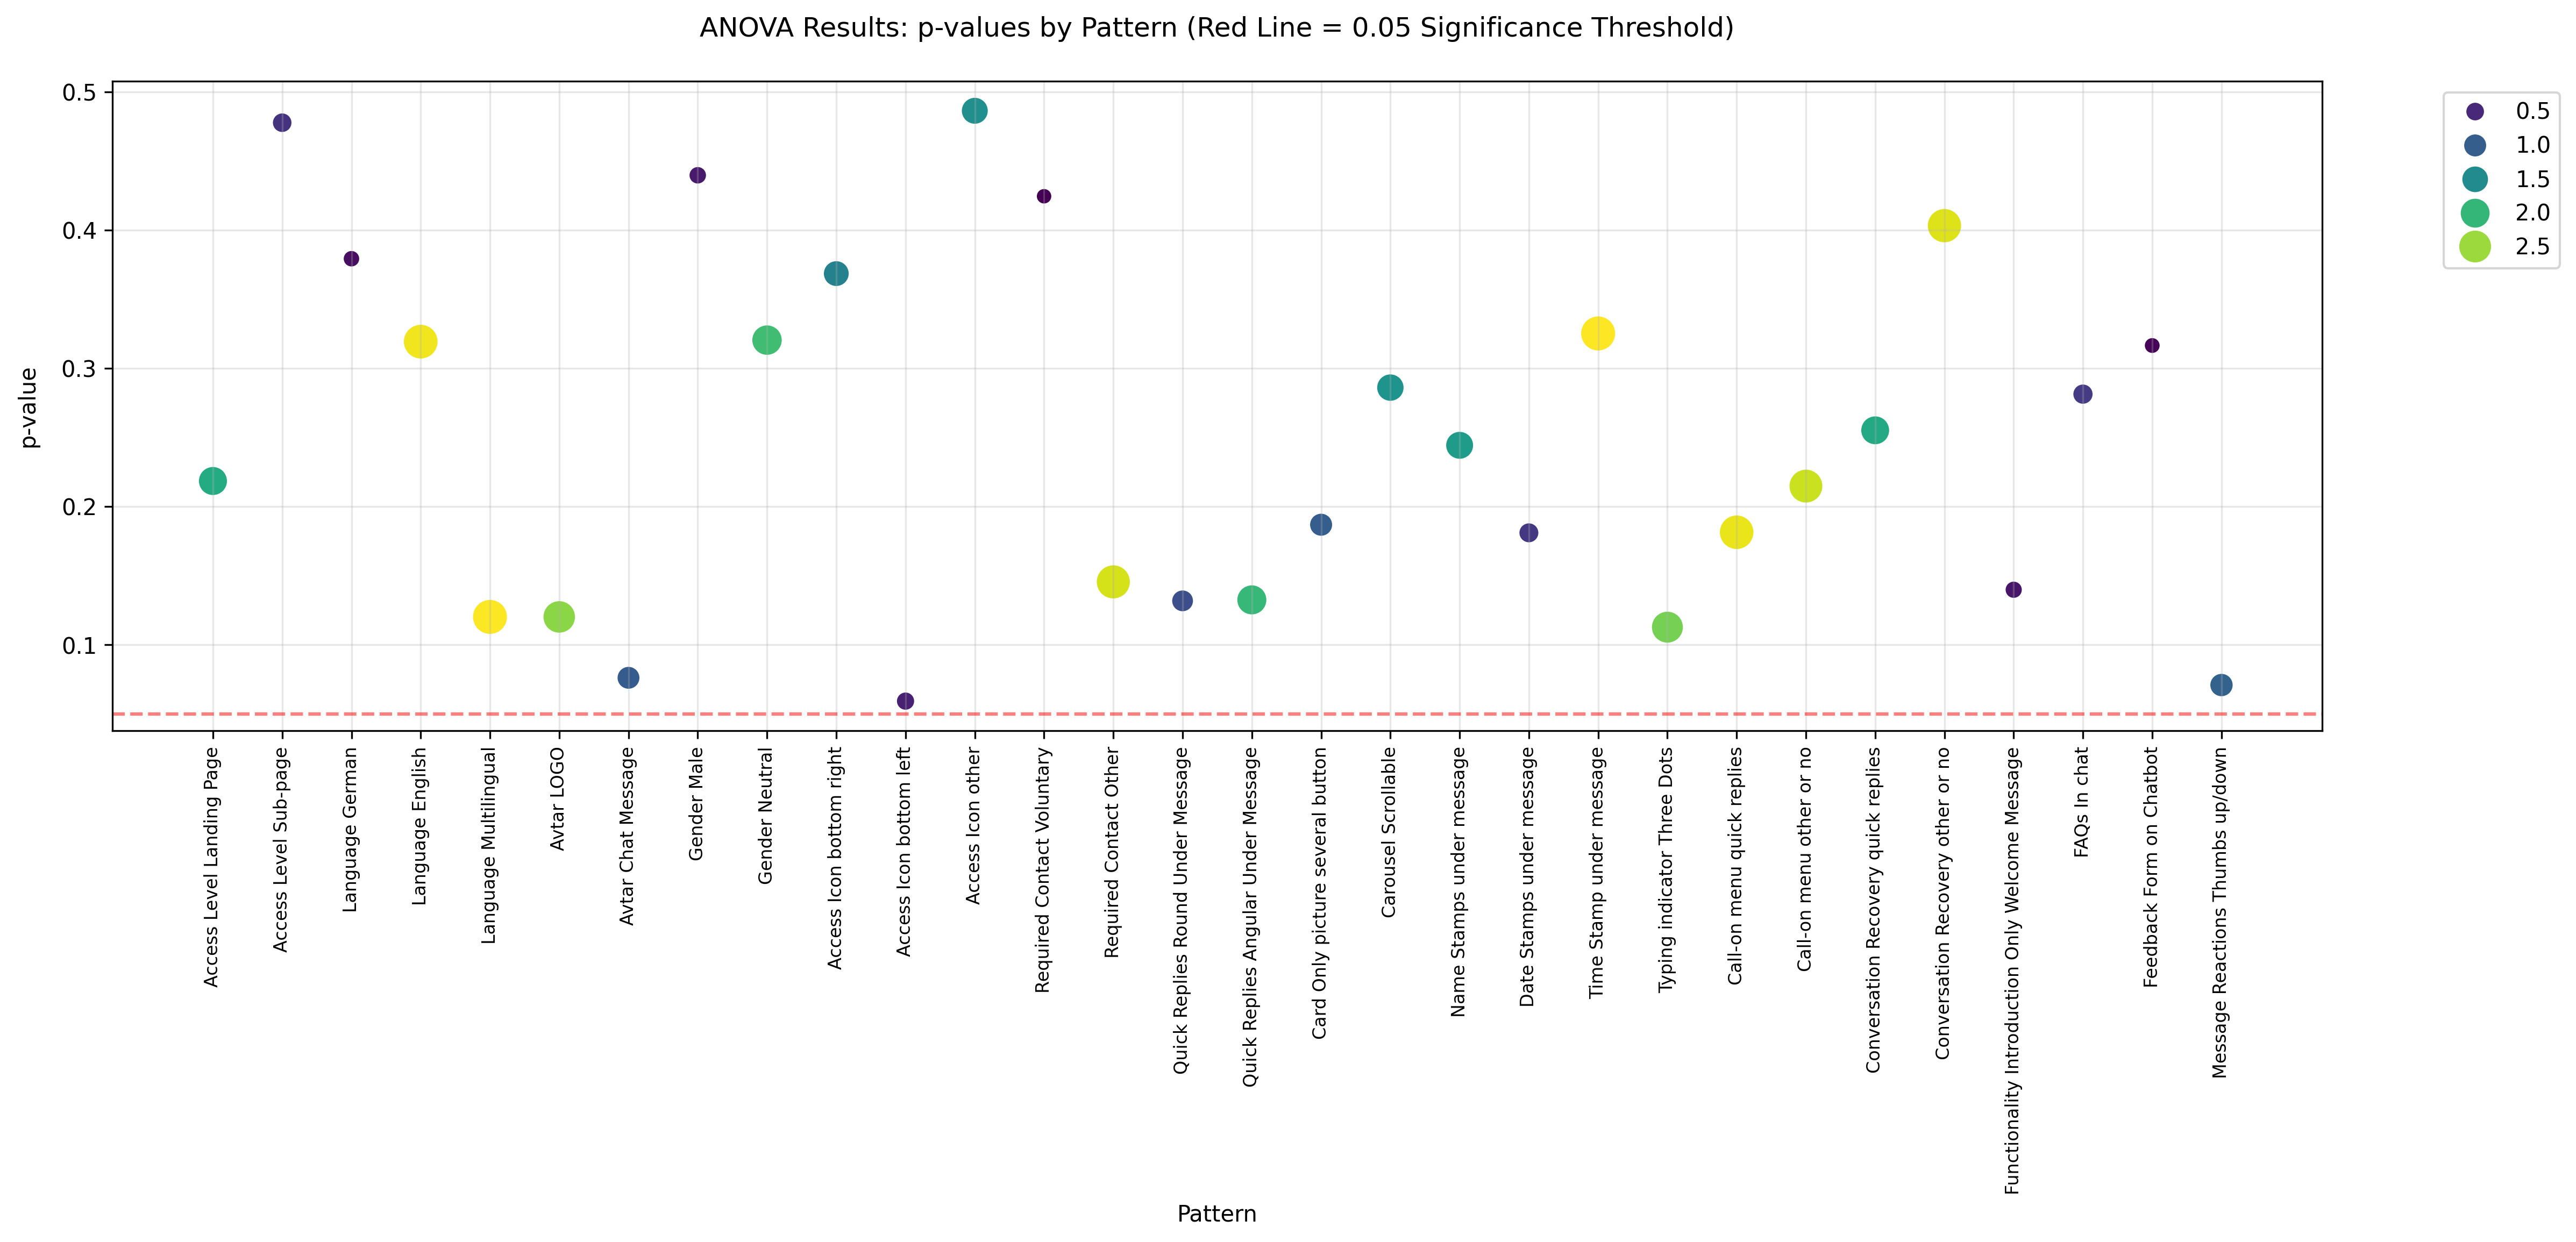 ANOVA Results: p-values by Pattern (Red Line = 0.05 Significance Threshold)
0.5
0.4
0.3
0.2
0.1
p-value
0.5
1.0
1.5
2.0
2.5
Access Level Landing Page
Access Level Sub-page
Language German
Language English
Language Multilingual
Avtar LOGO
Avtar Chat Message
Gender Male
Gender Neutral
Access Icon bottom right
Access Icon bottom left
Access Icon other
Required Contact Voluntary
Required Contact Other
Quick Replies Round Under Message
Quick Replies Angular Under Message
Card Only picture several button
Carousel Scrollable
Name Stamps under message
Date Stamps under message
Time Stamp under message
Typing indicator Three Dots
Call-on menu quick replies
Call-on menu other or no
Conversation Recovery quick replies
Conversation Recovery other or no
Functionality Introduction Only Welcome Message
FAQs In chat
Feedback Form on Chatbot
Message Reactions Thumbs up/down
Pattern